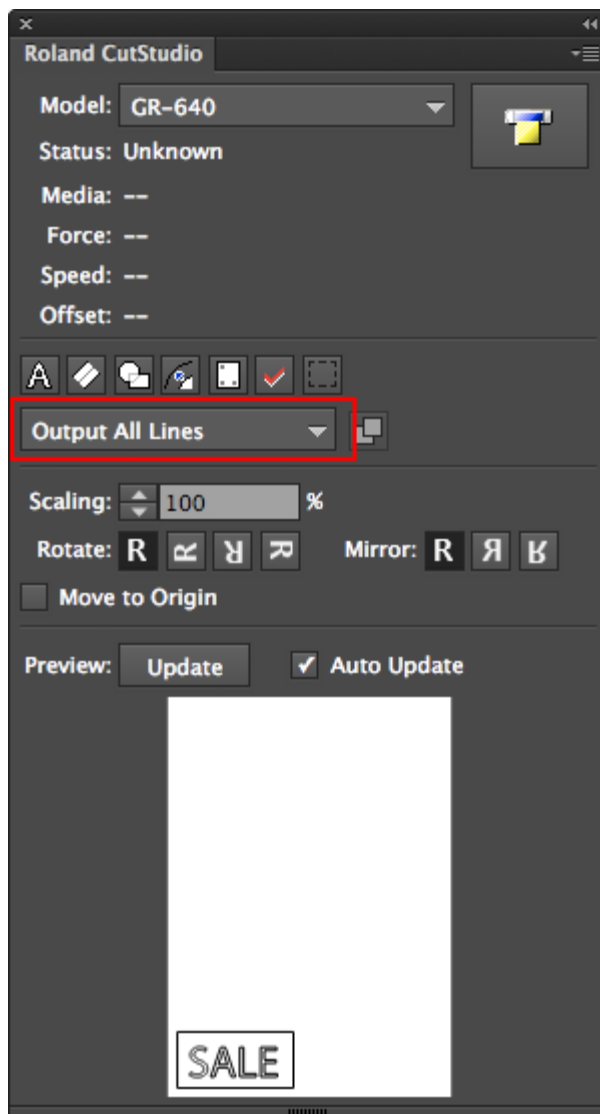 Roland CutStudio
Model: GR-640
Status: Unknown
Media: --
Force: --
Speed: --
Offset: --
A
Output All Lines
Scaling: 100 %
Rotate: R R R R Mirror: R R R
Move to Origin
Preview: Update Auto Update
SALE